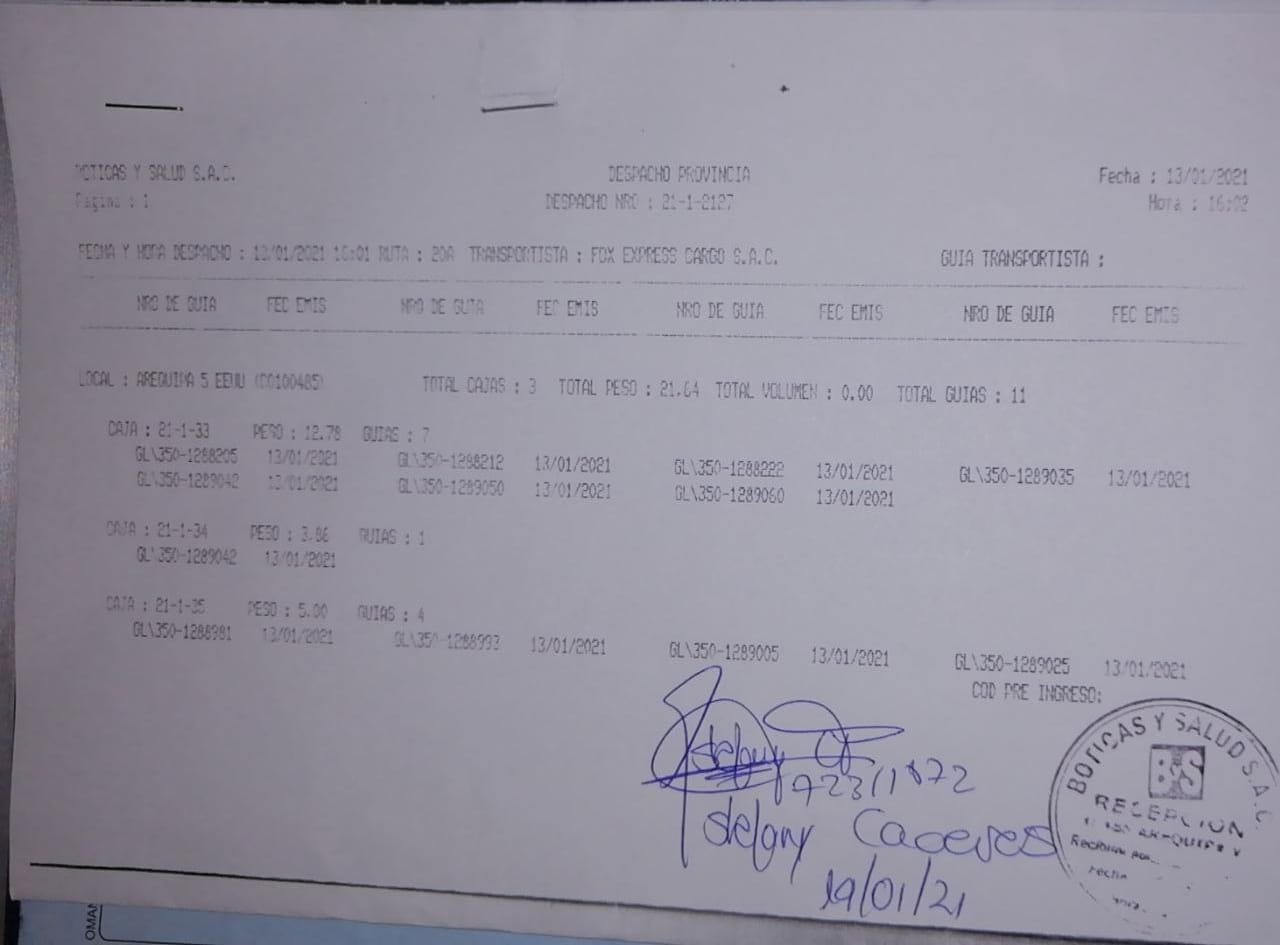 BOTICAS Y SALUD S.A.C. DESPACHO PROVINCIA Fecha : 13/01/2021
Pagina : 1 DESPACHO NRO : 21-1-2127 Hora : 16:02
FECHA Y HORA DESPACHO : 13/01/2021 16:01 RUTA : 20A TRANSPORTISTA : FOX EXPRESS CARGO S.A.C. GUIA TRANSPORTISTA :
NRO DE GUIA FEC EMIS NRO DE GUIA FEC EMIS NRO DE GUIA FEC EMIS NRO DE GUIA FEC EMIS
LOCAL : AREQUIPA 5 EEUU (CO100485) TOTAL CAJAS : 3 TOTAL PESO : 21.64 TOTAL VOLUMEN : 0.00 TOTAL GUIAS : 11
CAJA : 21-1-33 PESO : 12.78 GUIAS : 7
GL\350-1288205 13/01/2021 GL\350-1288212 13/01/2021 GL\350-1288222 13/01/2021 GL\350-1289035 13/01/2021
GL\350-1289042 13/01/2021 GL\350-1289050 13/01/2021 GL\350-1289060 13/01/2021
CAJA : 21-1-34 PESO : 3.86 GUIAS : 1
GL\350-1289042 13/01/2021
CAJA : 21-1-35 PESO : 5.00 GUIAS : 4
GL\350-1288981 13/01/2021 GL\350-1288993 13/01/2021 GL\350-1289005 13/01/2021 GL\350-1289025 13/01/2021
COD PRE INGRESO:
Caceres
19/01/21
BOTICAS Y SALUD S.A.C.
B&S
RECEPCION
Fecha
OMAN